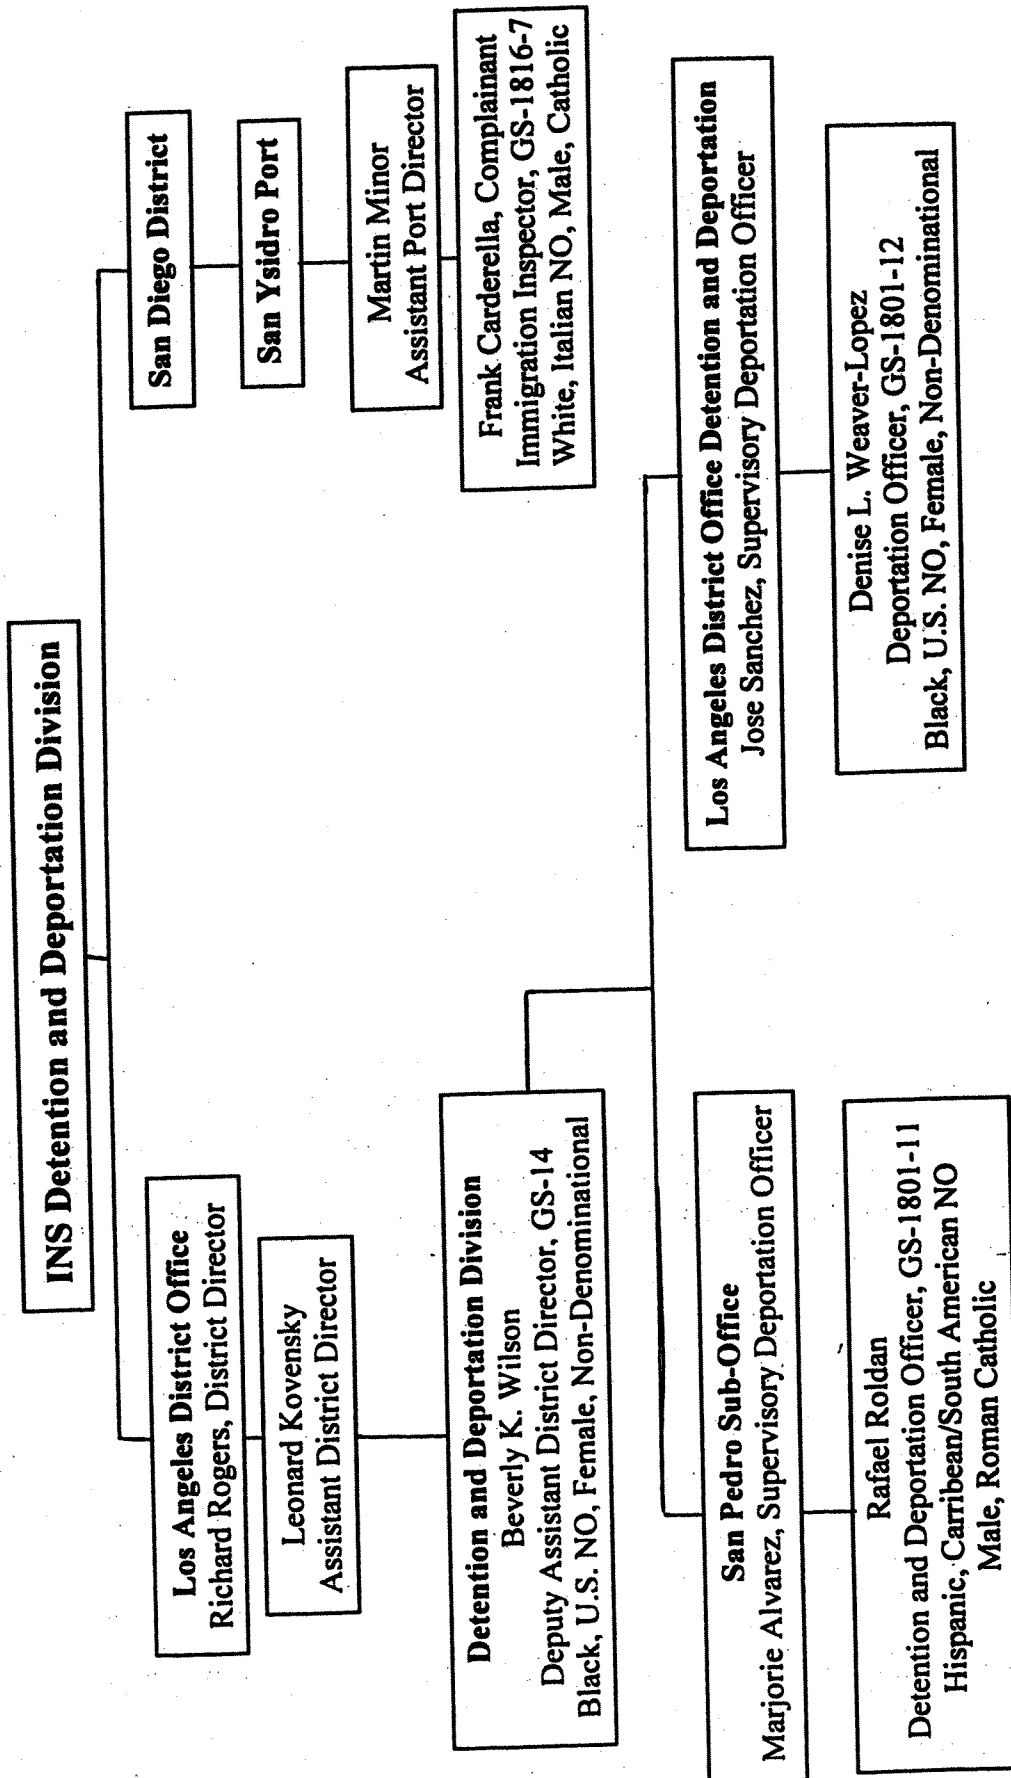 INS Detention and Deportation Division
Los Angeles District Office
Richard Rogers, District Director
Leonard Kovensky
Assistant District Director
Detention and Deportation Division
Beverly K. Wilson
Deputy Assistant District Director, GS-14
Black, U.S. NO, Female, Non-Denominational
San Pedro Sub-Office
Marjorie Alvarez, Supervisory Deportation Officer
Rafael Roldan
Detention and Deportation Officer, GS-1801-11
Hispanic, Carribean/South American NO
Male, Roman Catholic
Los Angeles District Office Detention and Deportation
Jose Sanchez, Supervisory Deportation Officer
Denise L. Weaver-Lopez
Deportation Officer, GS-1801-12
Black, U.S. NO, Female, Non-Denominational
San Diego District
San Ysidro Port
Martin Minor
Assistant Port Director
Frank Carderella, Complainant
Immigration Inspector, GS-1816-7
White, Italian NO, Male, Catholic